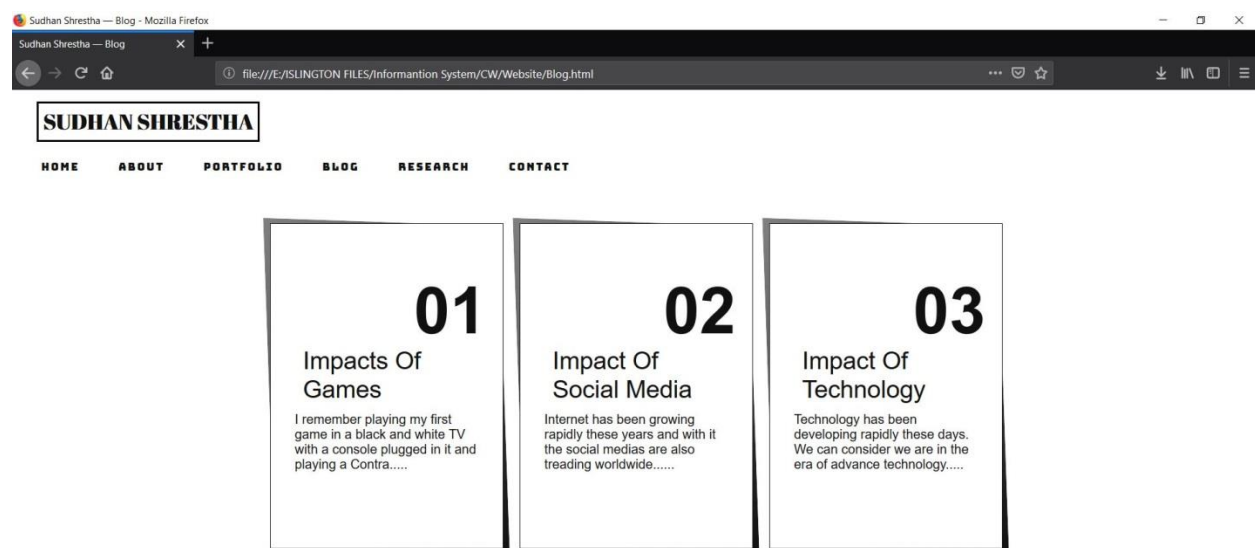 Sudhan Shrestha — Blog - Mozilla Firefox
Sudhan Shrestha — Blog
file:///E:/ISLINGTON FILES/Informantion System/CW/Website/Blog.html
SUDHAN SHRESTHA
HOME ABOUT PORTFOLIO BLOG RESEARCH CONTACT
01
Impacts Of
Games
I remember playing my first
game in a black and white TV
with a console plugged in it and
playing a Contra.....
02
Impact Of
Social Media
Internet has been growing
rapidly these years and with it
the social medias are also
treading worldwide......
03
Impact Of
Technology
Technology has been
developing rapidly these days.
We can consider we are in the
era of advance technology.....